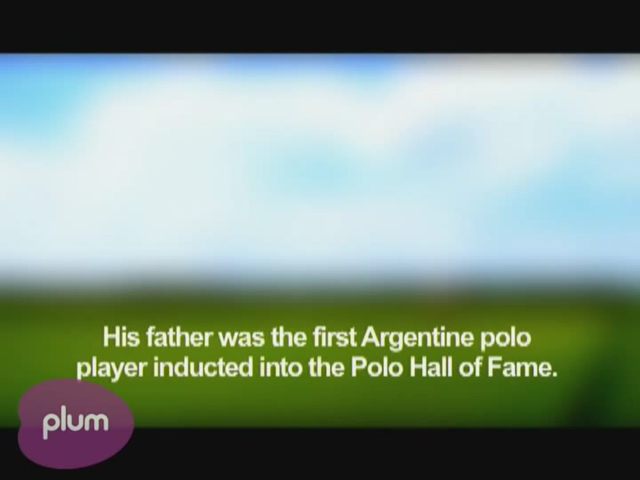 His father was the first Argentine polo
player inducted into the Polo Hall of Fame.
plum